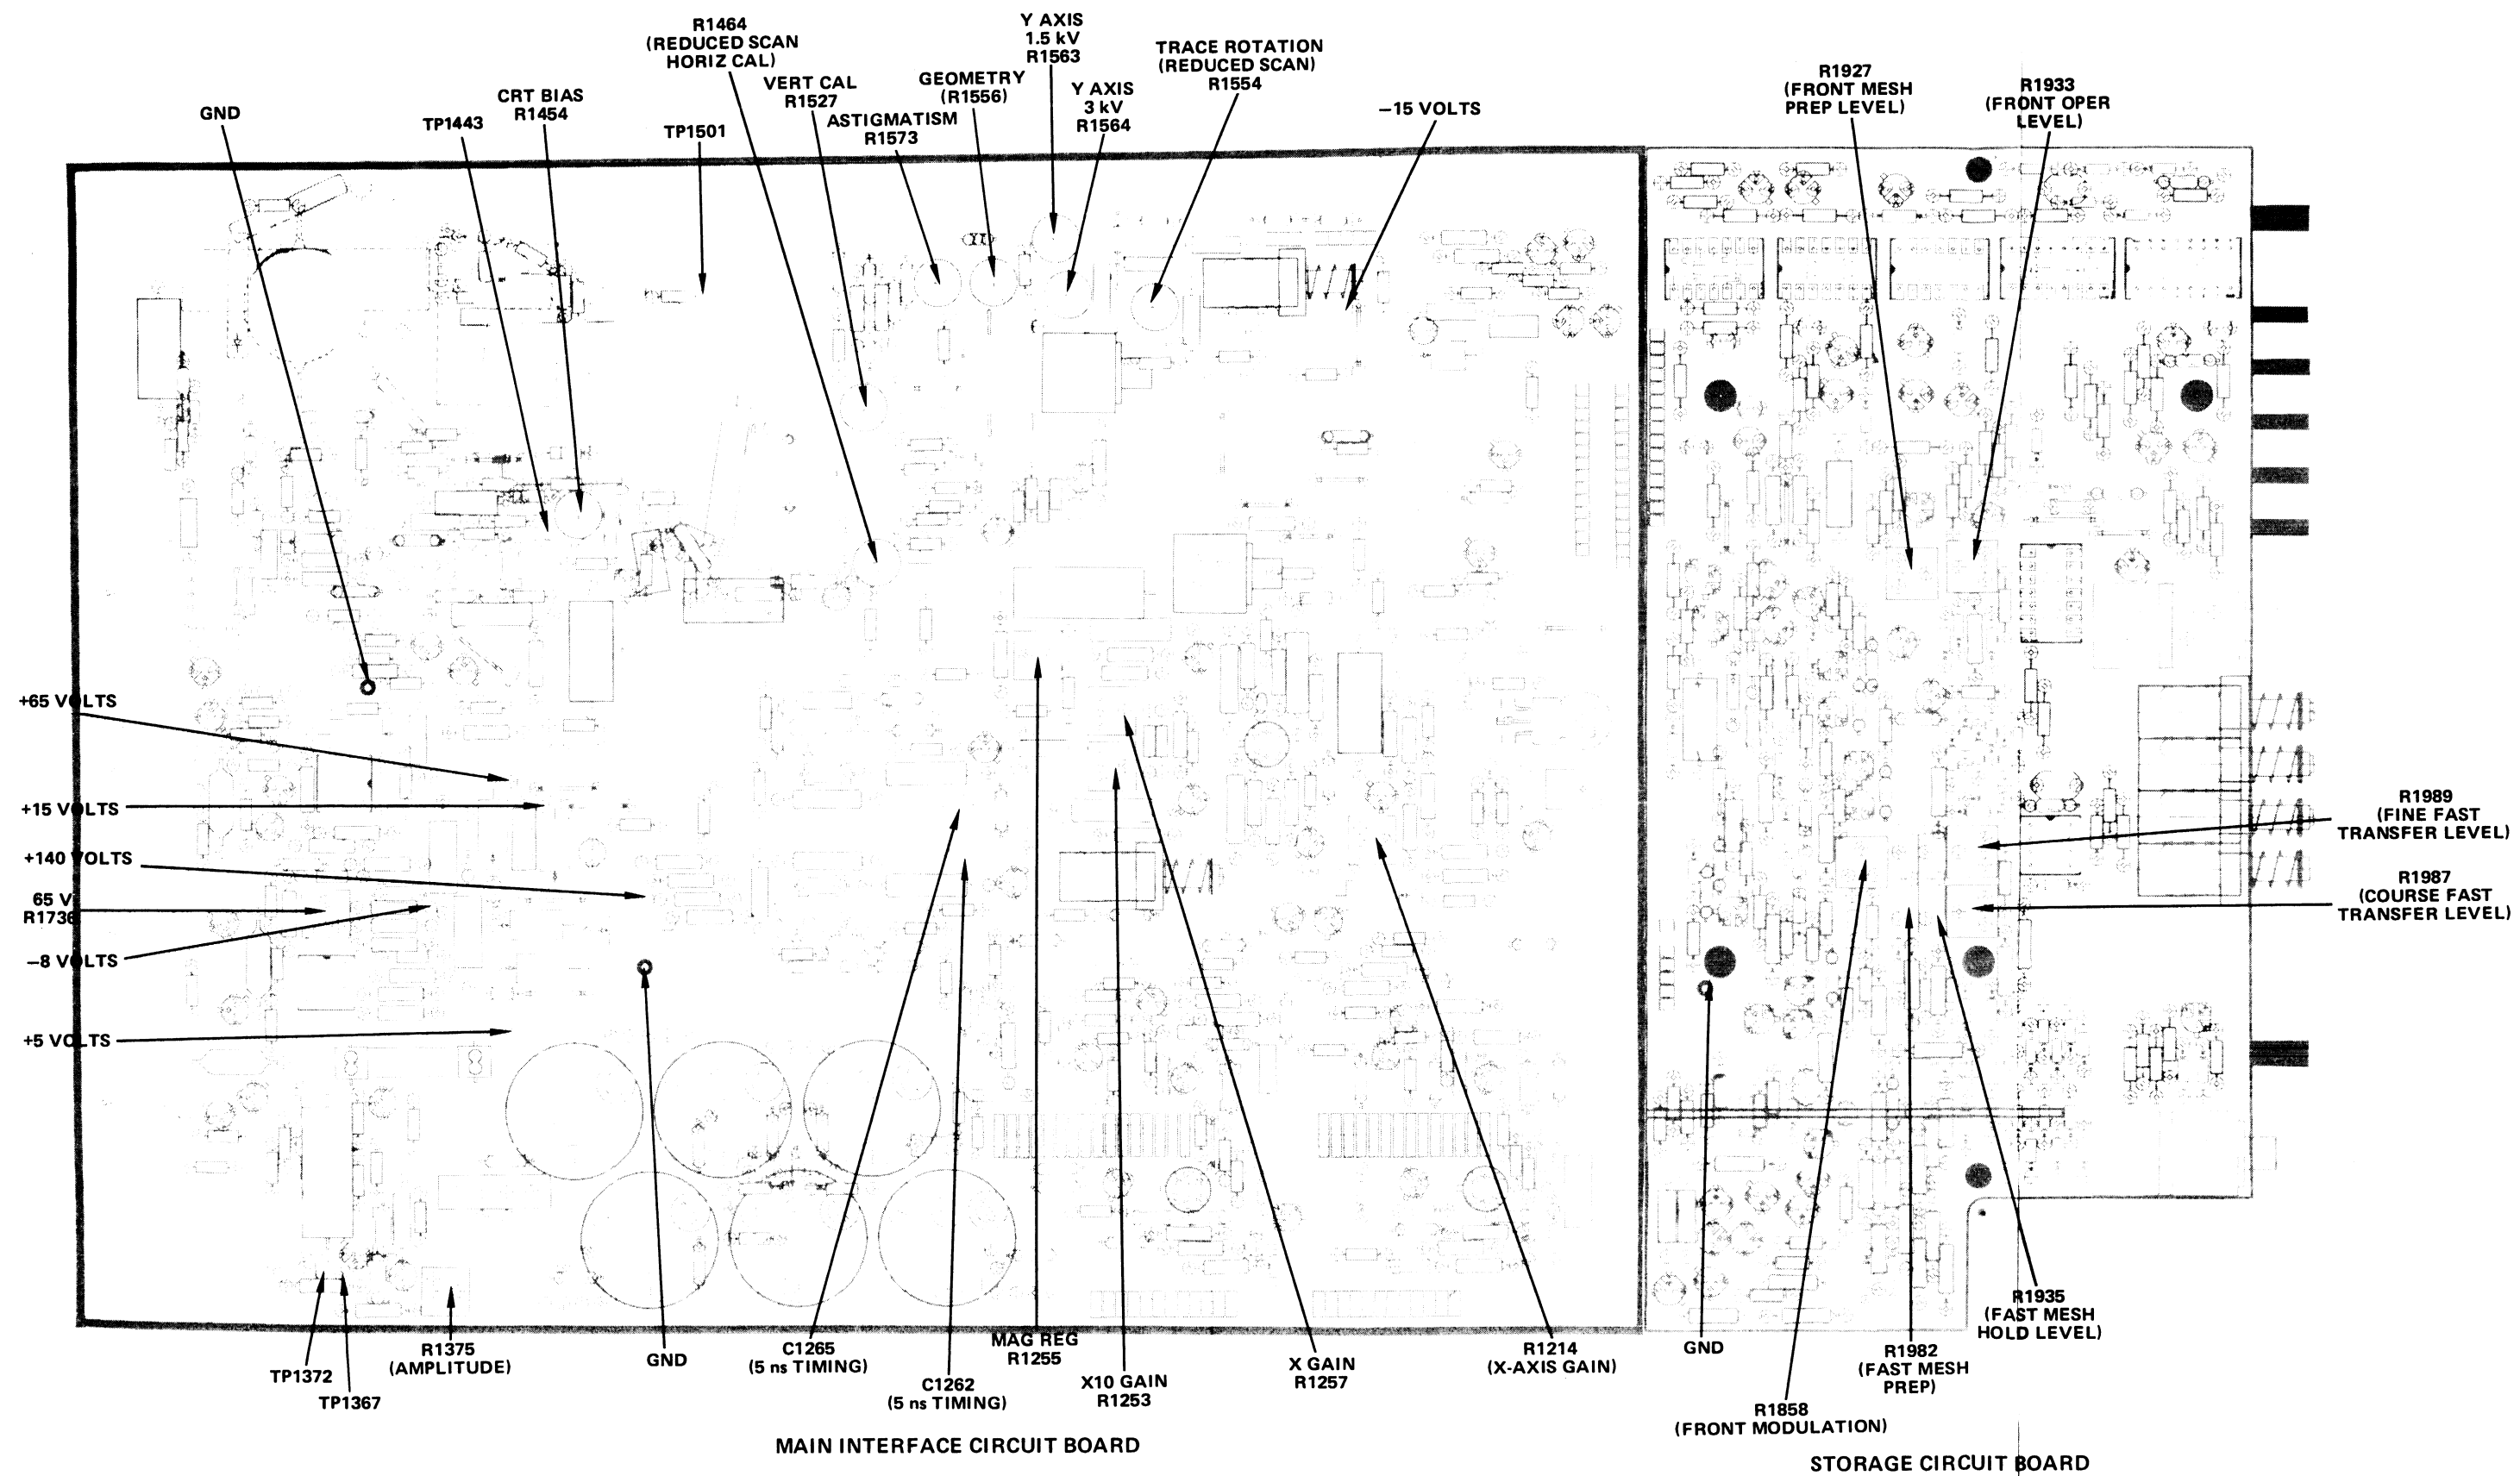 GND
TP1443
CRT BIAS
R1454
R1464
(REDUCED SCAN
HORIZ CAL)
TP1501
VERT CAL
R1527
ASTIGMATISM
R1573
GEOMETRY
(R1556)
Y AXIS
1.5 kV
R1563
Y AXIS
3 kV
R1564
TRACE ROTATION
(REDUCED SCAN)
R1554
−15 VOLTS
R1927
(FRONT MESH
PREP LEVEL)
R1933
(FRONT OPER
LEVEL)
+65 VOLTS
+15 VOLTS
+140 VOLTS
65 V
R1736
−8 VOLTS
+5 VOLTS
R1989
(FINE FAST
TRANSFER LEVEL)
R1987
(COURSE FAST
TRANSFER LEVEL)
TP1372
TP1367
R1375
(AMPLITUDE)
GND
C1265
(5 ns TIMING)
C1262
(5 ns TIMING)
MAG REG
R1255
X10 GAIN
R1253
X GAIN
R1257
R1214
(X-AXIS GAIN)
GND
R1858
(FRONT MODULATION)
R1982
(FAST MESH
PREP)
R1935
(FAST MESH
HOLD LEVEL)
MAIN INTERFACE CIRCUIT BOARD
STORAGE CIRCUIT BOARD